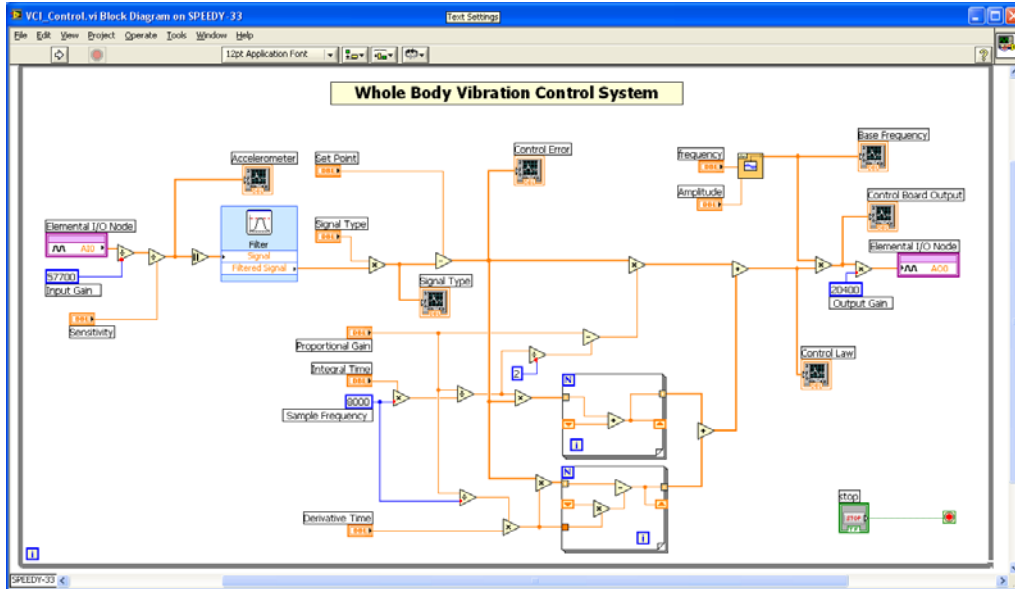 VCI_Control.vi Block Diagram on SPEEDY-33
Text Settings
File Edit View Project Operate Tools Window Help
12pt Application Font
Whole Body Vibration Control System
Base Frequency
Control Error
frequency
Accelerometer
Set Point
Amplitude
Control Board Output
Elemental I/O Node
Signal Type
AI0
Filter
Signal
Filtered Signal
Elemental I/O Node
AO0
57700
Input Gain
Signal Type
20400
Output Gain
Sensitivity
Proportional Gain
Control Law
2
Integral Time
N
8000
Sample Frequency
i
N
stop
STOP
Derivative Time
i
i
SPEEDY-33